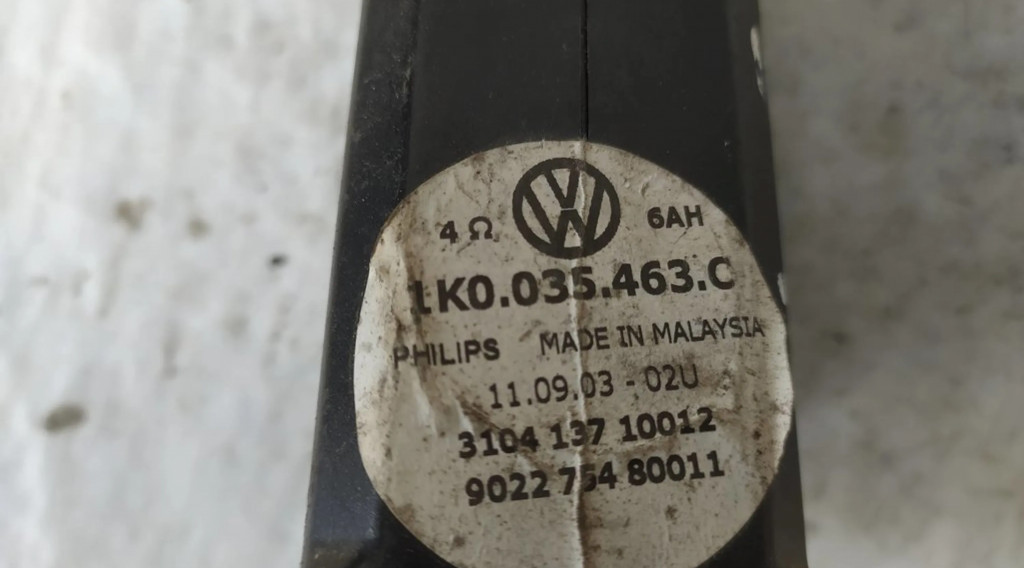 4 Ω 6AH
1K0.035.463.C
PHILIPS MADE IN MALAYSIA
11.09.03 - 02U
3104 137 10012
9022 754 80011